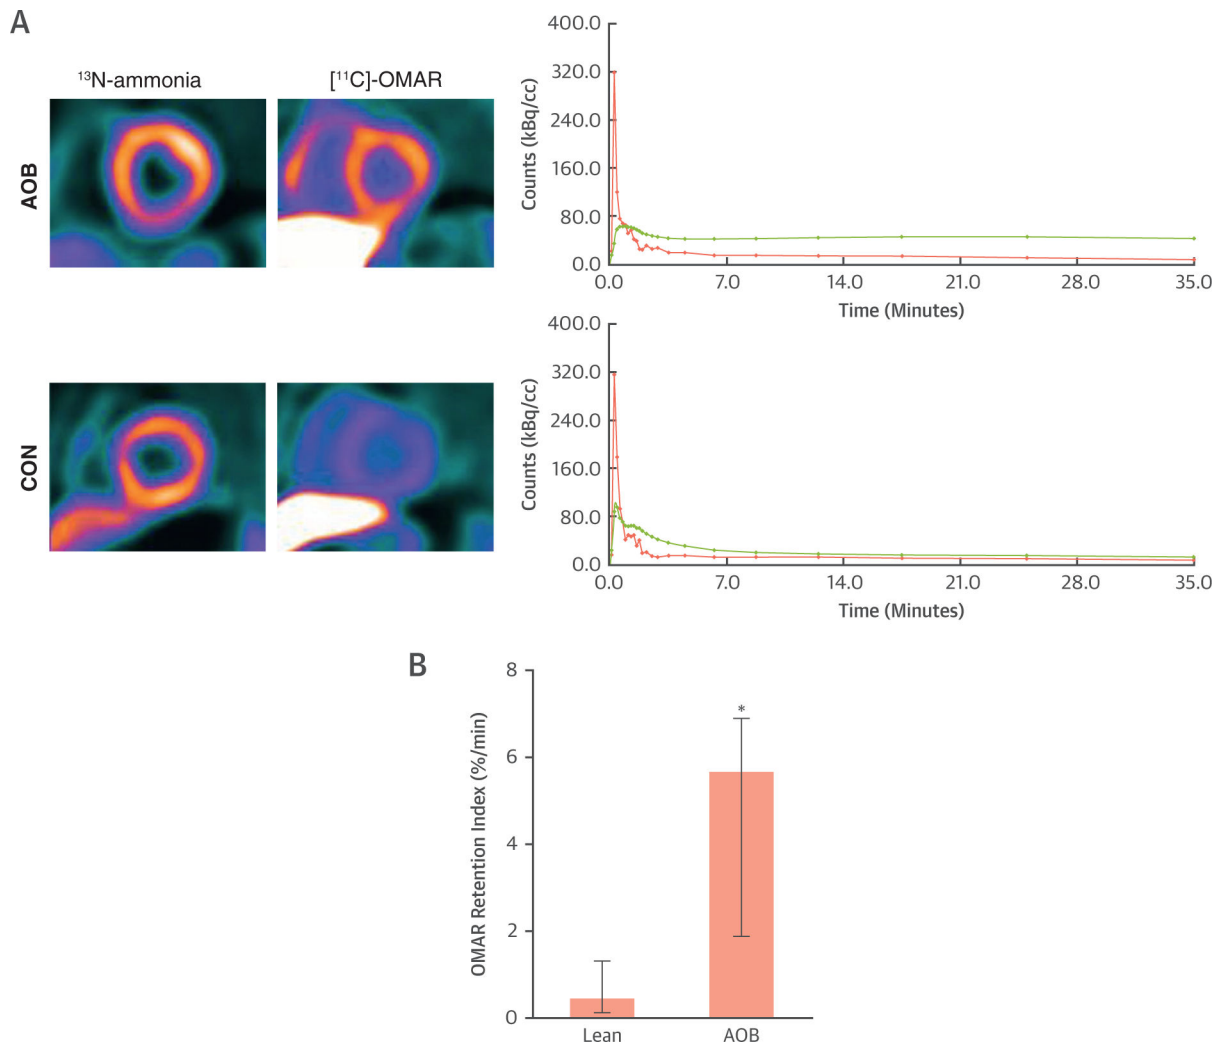 A
¹³N-ammonia
[¹¹C]-OMAR
AOB
CON
Counts (kBq/cc)
400.0
320.0
240.0
160.0
80.0
0.0
0.0 7.0 14.0 21.0 28.0 35.0
Time (Minutes)
Counts (kBq/cc)
400.0
320.0
240.0
160.0
80.0
0.0
0.0 7.0 14.0 21.0 28.0 35.0
Time (Minutes)
B
OMAR Retention Index (%/min)
8
6
4
2
0
*
Lean AOB